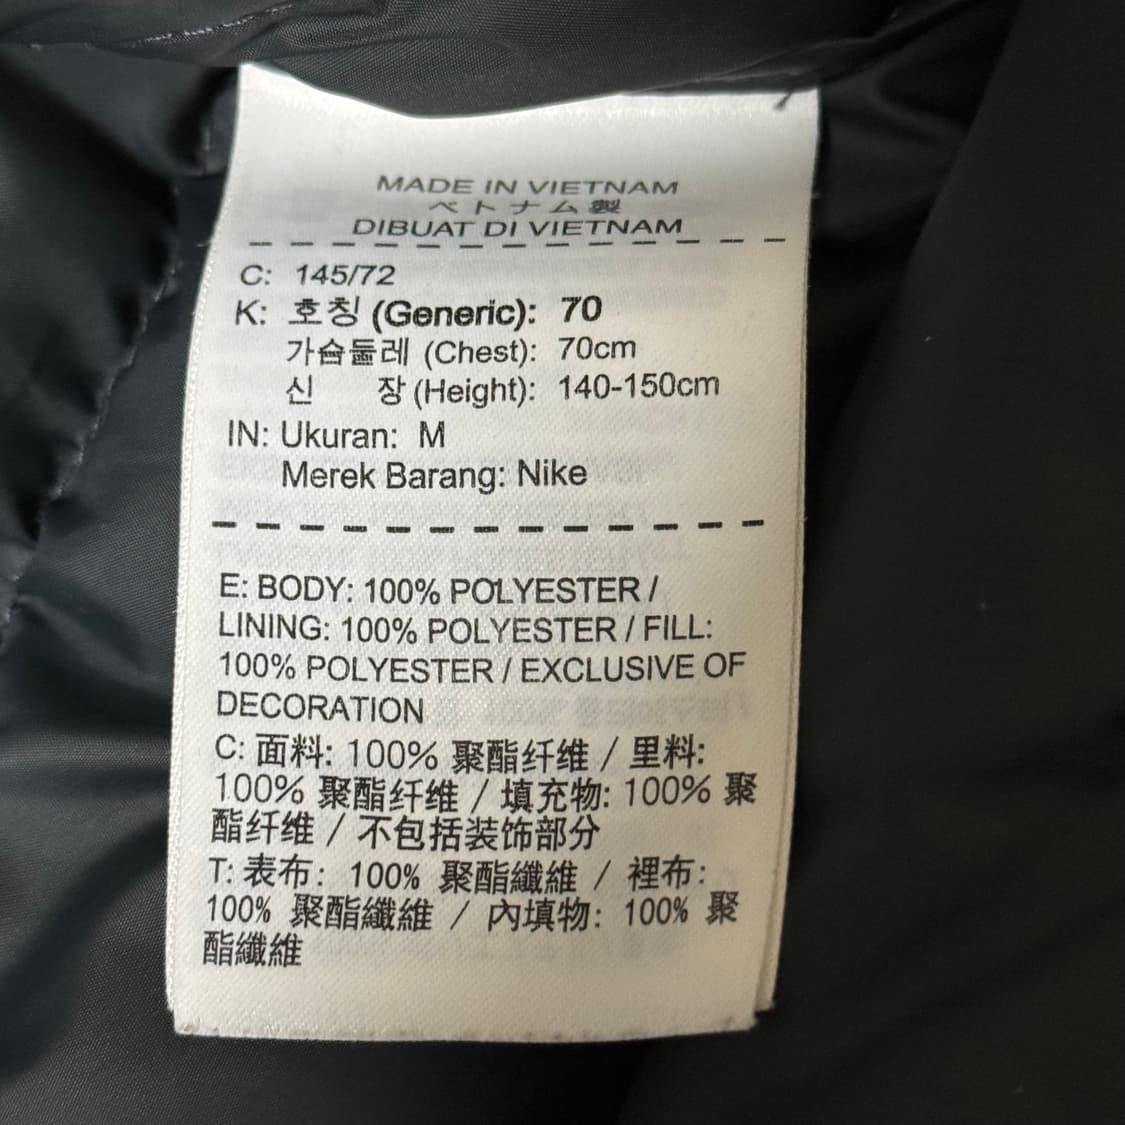 MADE IN VIETNAM
ベトナム製
DIBUAT DI VIETNAM
C: 145/72
K: 호칭 (Generic): 70
가슴둘레 (Chest): 70cm
신 장 (Height): 140-150cm
IN: Ukuran: M
Merek Barang: Nike
E: BODY: 100% POLYESTER /
LINING: 100% POLYESTER / FILL:
100% POLYESTER / EXCLUSIVE OF
DECORATION
C: 面料: 100% 聚酯纤维 / 里料:
100% 聚酯纤维 / 填充物: 100% 聚
酯纤维 / 不包括装饰部分
T: 表布: 100% 聚酯纖維 / 裡布:
100% 聚酯纖維 / 內填物: 100% 聚
酯纖維